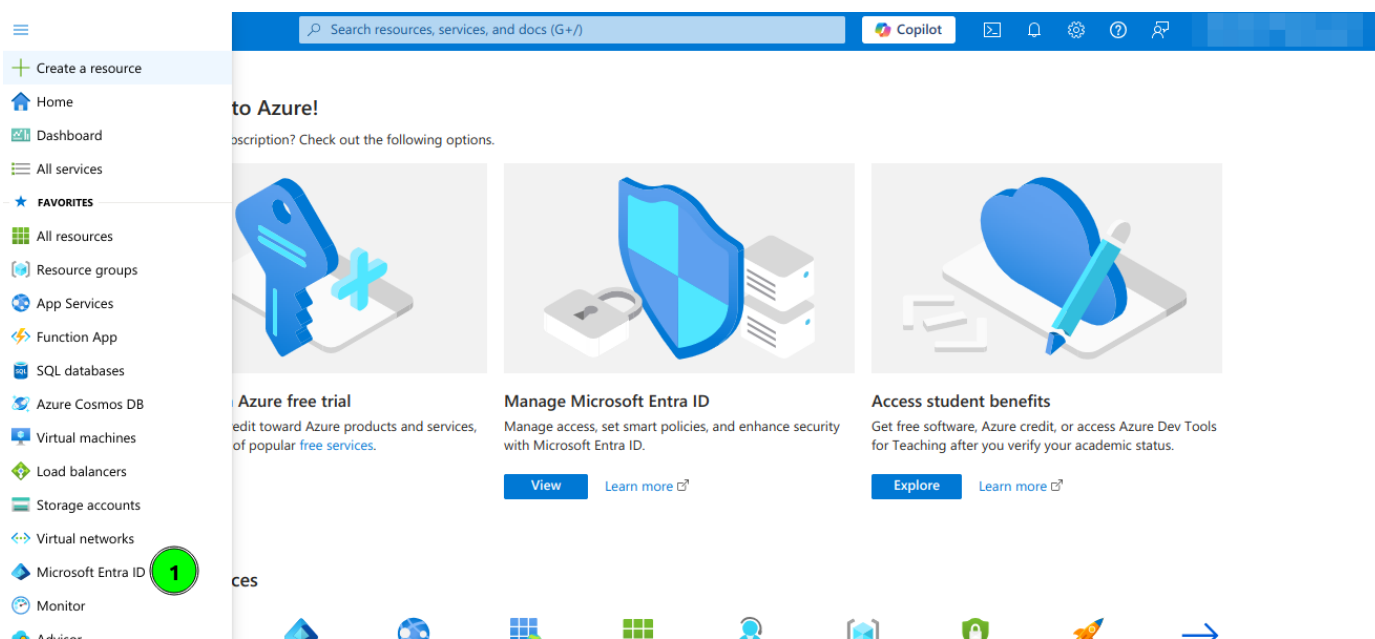 Search resources, services, and docs (G+/)
Copilot
Create a resource
Home
Dashboard
All services
FAVORITES
All resources
Resource groups
App Services
Function App
SQL databases
Azure Cosmos DB
Virtual machines
Load balancers
Storage accounts
Virtual networks
Microsoft Entra ID
1
Monitor
Advisor
to Azure!
bscription? Check out the following options.
Azure free trial
edit toward Azure products and services,
of popular free services.
Manage Microsoft Entra ID
Manage access, set smart policies, and enhance security
with Microsoft Entra ID.
View
Learn more
Access student benefits
Get free software, Azure credit, or access Azure Dev Tools
for Teaching after you verify your academic status.
Explore
Learn more
ces